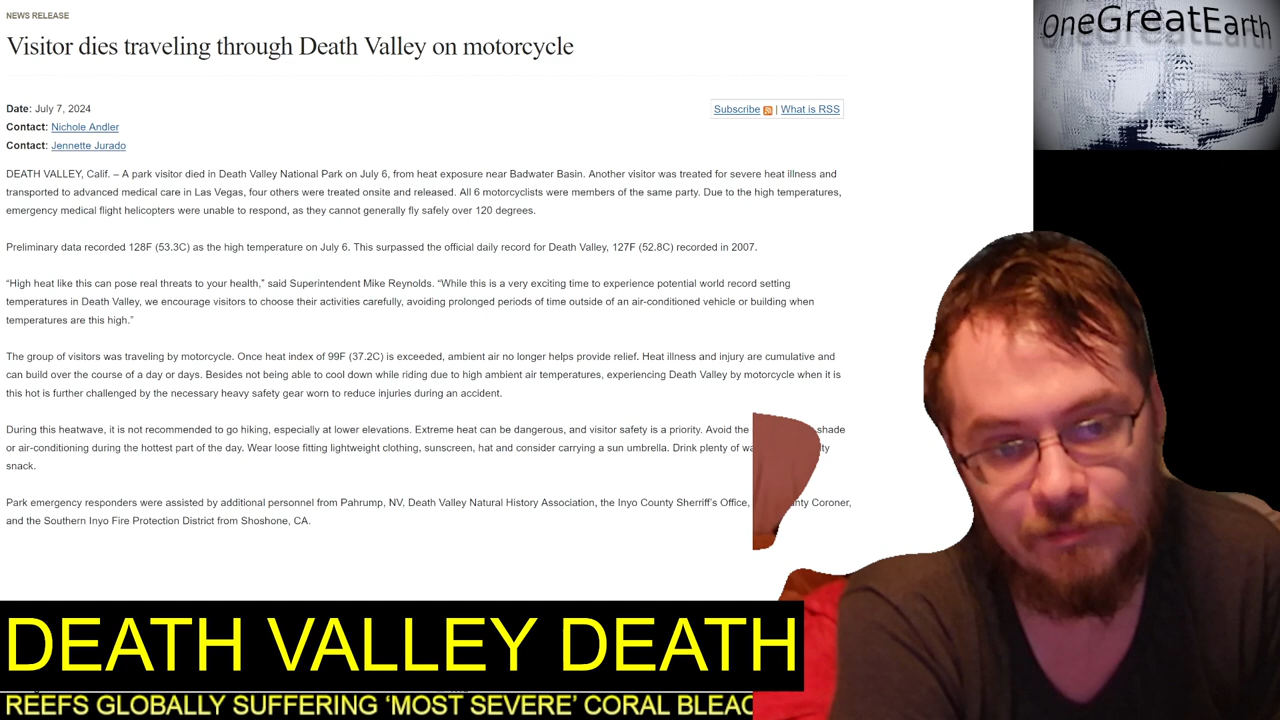 NEWS RELEASE
Visitor dies traveling through Death Valley on motorcycle
Date: July 7, 2024
Subscribe | What is RSS
Contact: Nichole Andler
Contact: Jennette Jurado
DEATH VALLEY, Calif. – A park visitor died in Death Valley National Park on July 6, from heat exposure near Badwater Basin. Another visitor was treated for severe heat illness and
transported to advanced medical care in Las Vegas, four others were treated onsite and released. All 6 motorcyclists were members of the same party. Due to the high temperatures,
emergency medical flight helicopters were unable to respond, as they cannot generally fly safely over 120 degrees.
Preliminary data recorded 128F (53.3C) as the high temperature on July 6. This surpassed the official daily record for Death Valley, 127F (52.8C) recorded in 2007.
“High heat like this can pose real threats to your health,” said Superintendent Mike Reynolds. “While this is a very exciting time to experience potential world record setting
temperatures in Death Valley, we encourage visitors to choose their activities carefully, avoiding prolonged periods of time outside of an air-conditioned vehicle or building when
temperatures are this high.”
The group of visitors was traveling by motorcycle. Once heat index of 99F (37.2C) is exceeded, ambient air no longer helps provide relief. Heat illness and injury are cumulative and
can build over the course of a day or days. Besides not being able to cool down while riding due to high ambient air temperatures, experiencing Death Valley by motorcycle when it is
this hot is further challenged by the necessary heavy safety gear worn to reduce injuries during an accident.
During this heatwave, it is not recommended to go hiking, especially at lower elevations. Extreme heat can be dangerous, and visitor safety is a priority. Avoid the shade
or air-conditioning during the hottest part of the day. Wear loose fitting lightweight clothing, sunscreen, hat and consider carrying a sun umbrella. Drink plenty of
snack.
Park emergency responders were assisted by additional personnel from Pahrump, NV, Death Valley Natural History Association, the Inyo County Sherriff’s Office, Coroner,
and the Southern Inyo Fire Protection District from Shoshone, CA.
OneGreatEarth
DEATH VALLEY DEATH
REEFS GLOBALLY SUFFERING ‘MOST SEVERE’ CORAL BLEAC